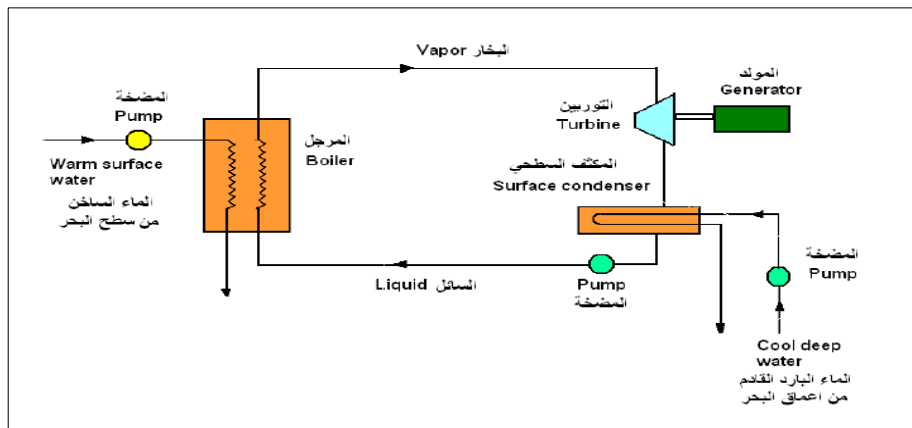 Vapor البخار
المولد
Generator
المضخة
Pump
التوربين
Turbine
المرجل
Boiler
Warm surface
water
الماء الساخن
من سطح البحر
المكثف السطحي
Surface condenser
المضخة
Pump
Liquid السائل
Pump
المضخة
Cool deep
water
الماء البارد القادم
من اعماق البحر